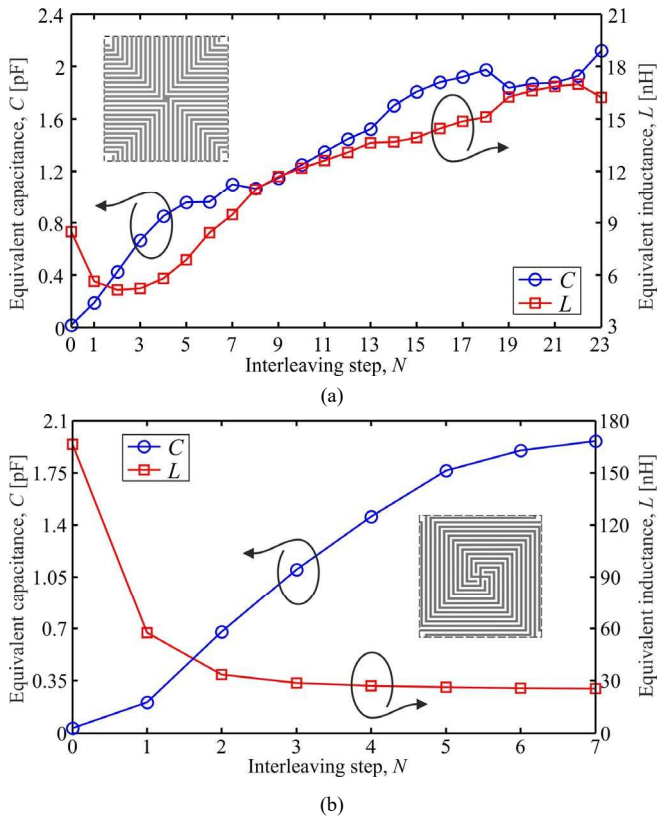 2.4
2
1.6
1.2
0.8
0.4
0
Equivalent capacitance, C [pF]
21
18
15
12
9
6
3
Equivalent inductance, L [nH]
C
L
0 1 3 5 7 9 11 13 15 17 19 21 23
Interleaving step, N
(a)
2.1
1.75
1.4
1.05
0.7
0.35
0
Equivalent capacitance, C [pF]
C
L
180
150
120
90
60
30
0
Equivalent inductance, L [nH]
0 1 2 3 4 5 6 7
Interleaving step, N
(b)